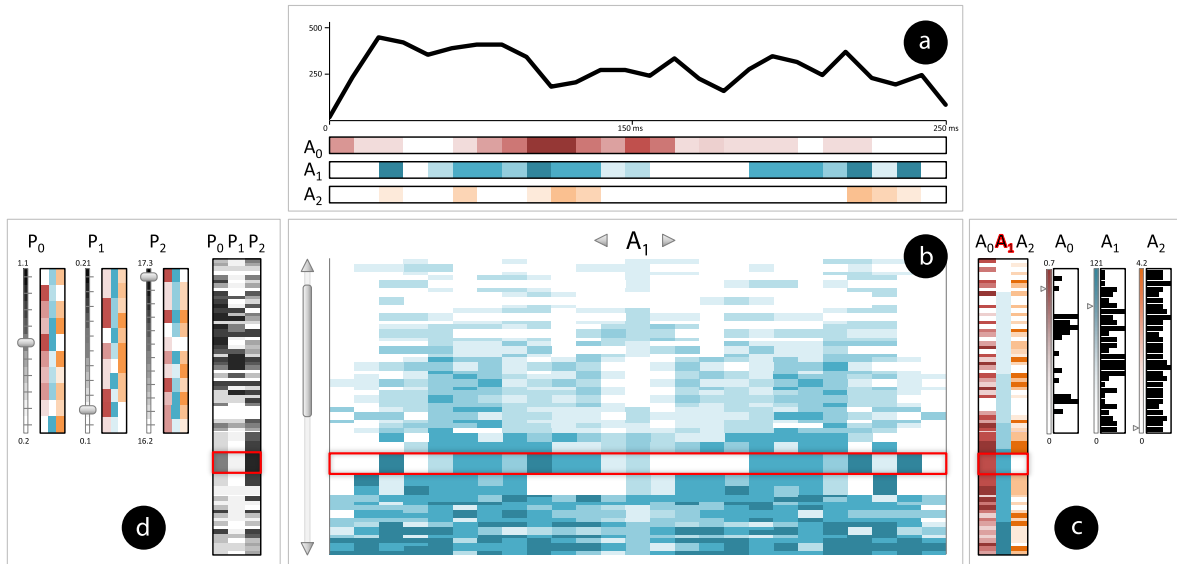 500
a
250
0 150 ms 250 ms
A0
A1
A2
P0 P1 P2 P0 P1 P2
1.1 0.21 17.3
0.2 0.1 16.2
d
A1
b
A0 A1 A2 A0 A1 A2
0.7 121 4.2
0 0 0
c